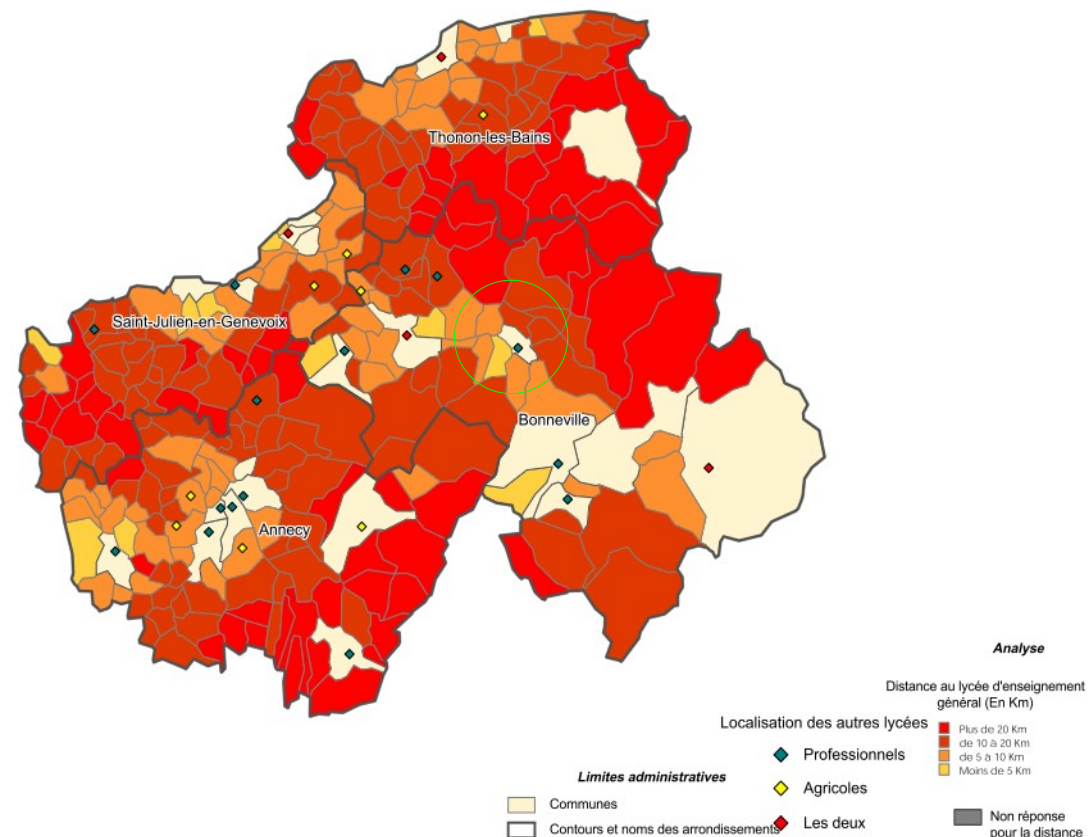 Thonon-les-Bains
Saint-Julien-en-Genevoix
Bonneville
Annecy
Analyse
Distance au lycée d'enseignement
général (En Km)
Plus de 20 Km
de 10 à 20 Km
de 5 à 10 Km
Moins de 5 Km
Non réponse
pour la distance
Localisation des autres lycées
Professionnels
Agricoles
Les deux
Limites administratives
Communes
Contours et noms des arrondissements